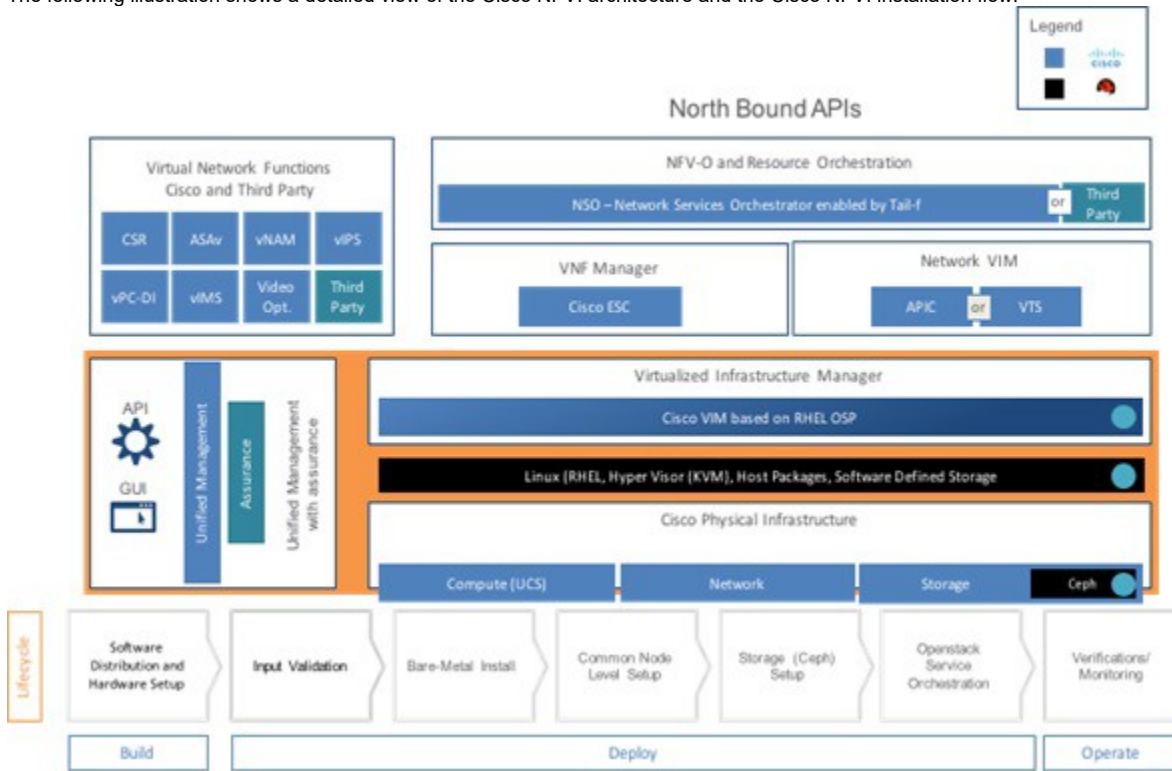 The following illustration shows a detailed view of the Cisco NFVI architecture and the Cisco NFVI installation flow.
Legend
CISCO
North Bound APIs
Virtual Network Functions
Cisco and Third Party
CSR
ASAv
vNAM
vIPS
vPC-DI
vIMS
Video
Opt.
Third
Party
NFV-O and Resource Orchestration
NSO – Network Services Orchestrator enabled by Tail-f
or
Third
Party
VNF Manager
Cisco ESC
Network VIM
APIC
or
VTS
API
GUI
Unified Management
Assurance
Unified Management
with assurance
Virtualized Infrastructure Manager
Cisco VIM based on RHEL OSP
Linux (RHEL, Hyper Visor (KVM), Host Packages, Software Defined Storage
Cisco Physical Infrastructure
Compute (UCS)
Network
Storage
Ceph
Lifecycle
Software
Distribution and
Hardware Setup
Input Validation
Bare-Metal Install
Common Node
Level Setup
Storage (Ceph)
Setup
Openstack
Service
Orchestration
Verifications/
Monitoring
Build
Deploy
Operate